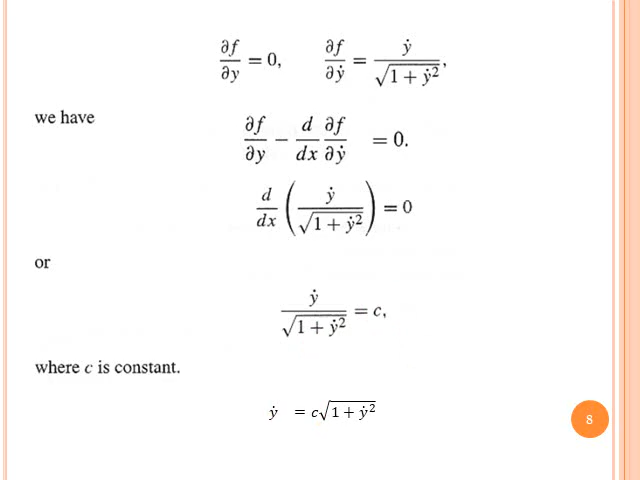 ∂f/∂y = 0, ∂f/∂ẏ = ẏ/√(1 + ẏ²),
we have
∂f/∂y − d/dx ∂f/∂ẏ = 0.
d/dx (ẏ/√(1 + ẏ²)) = 0
or
ẏ/√(1 + ẏ²) = c,
where c is constant.
ẏ = c√(1 + ẏ²)
8